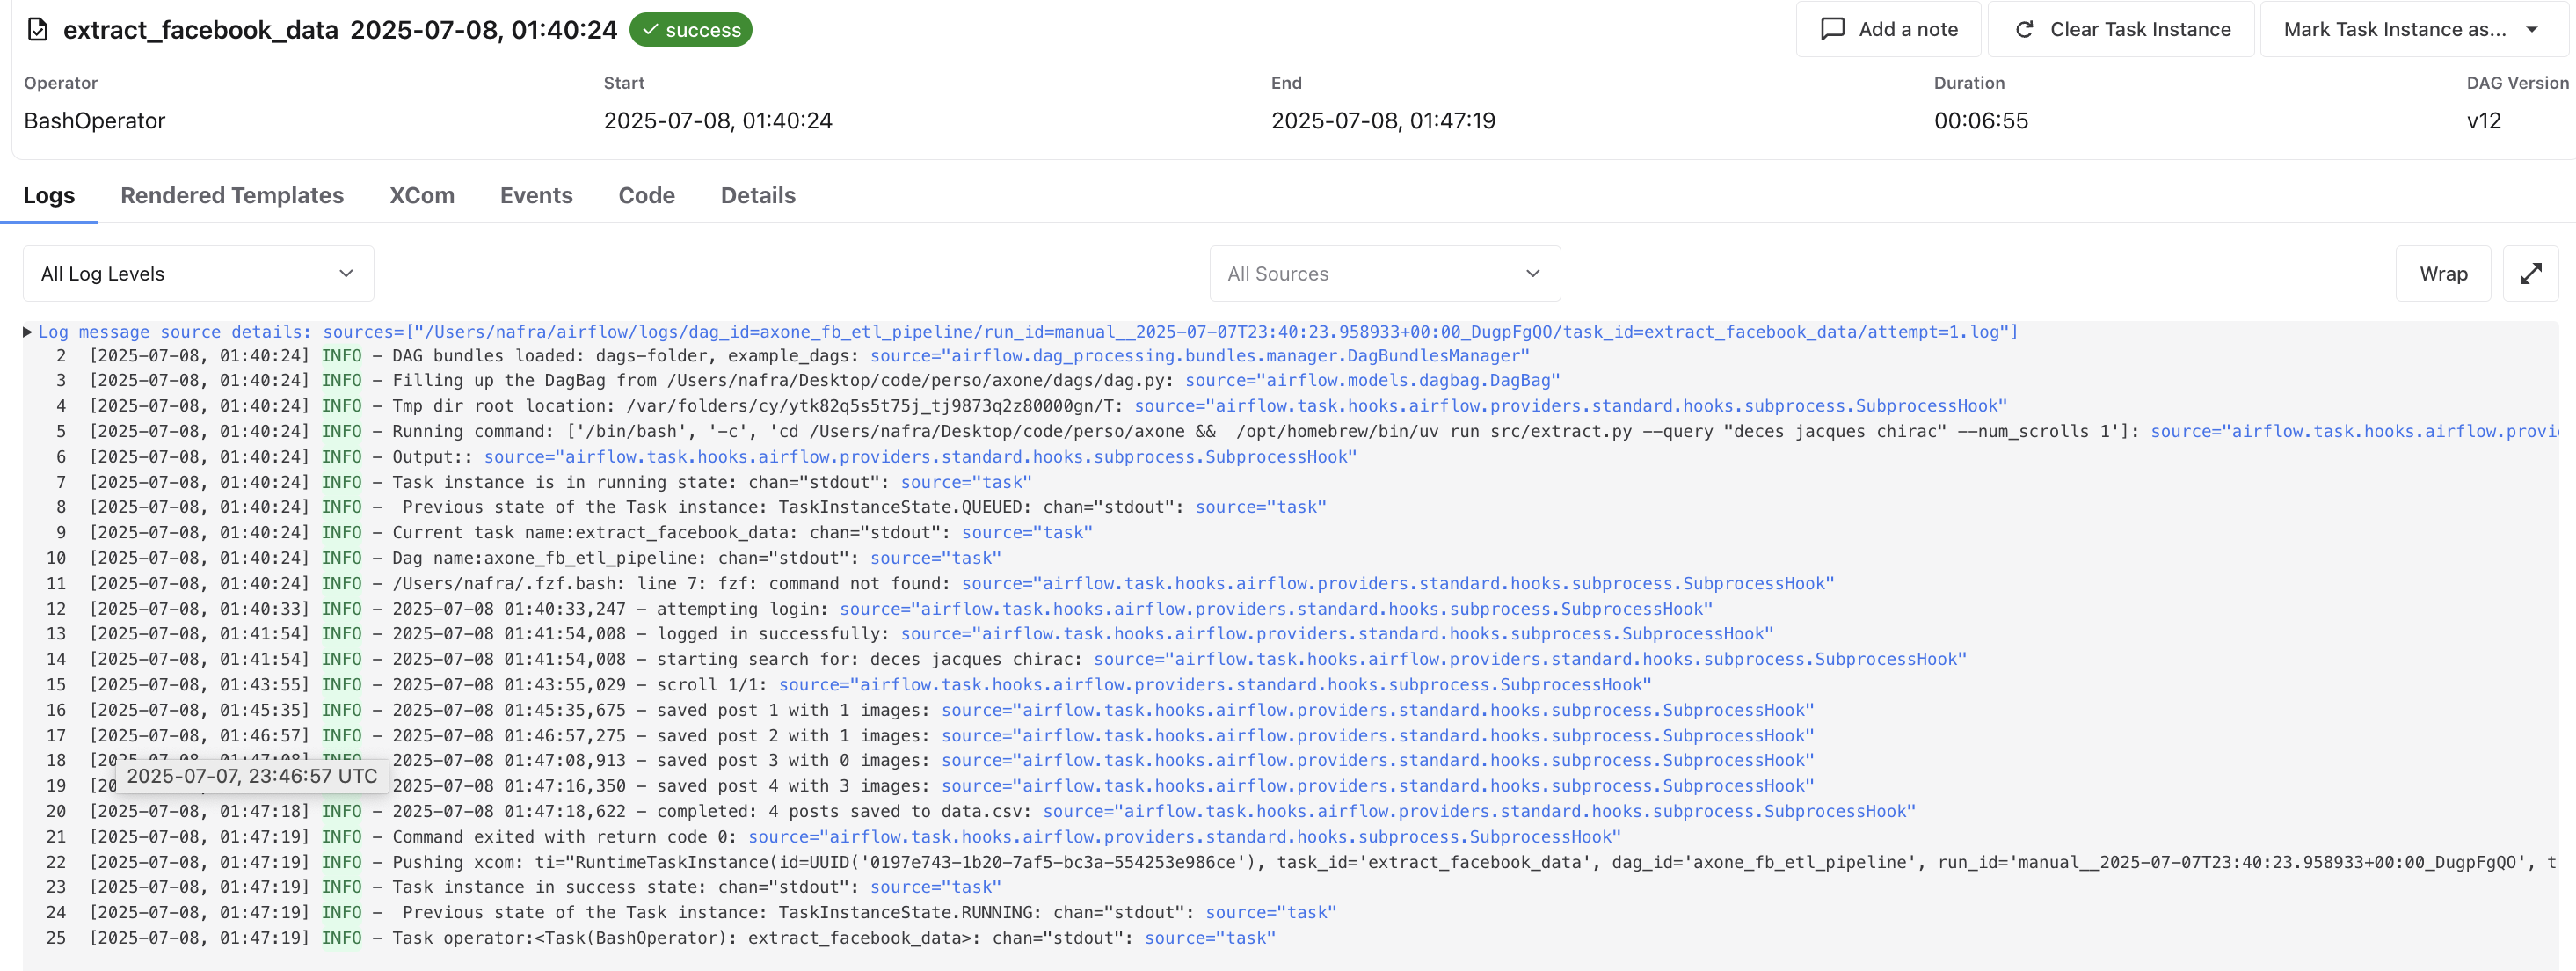 extract_facebook_data 2025-07-08, 01:40:24 success Add a note Clear Task Instance Mark Task Instance as...
Operator Start End Duration DAG Version
BashOperator 2025-07-08, 01:40:24 2025-07-08, 01:47:19 00:06:55 v12
Logs Rendered Templates XCom Events Code Details
All Log Levels All Sources Wrap
Log message source details: sources=["/Users/nafra/airflow/logs/dag_id=axone_fb_etl_pipeline/run_id=manual__2025-07-07T23:40:23.958933+00:00_DugpFgQO/task_id=extract_facebook_data/attempt=1.log"]
2 [2025-07-08, 01:40:24] INFO – DAG bundles loaded: dags-folder, example_dags: source="airflow.dag_processing.bundles.manager.DagBundlesManager"
3 [2025-07-08, 01:40:24] INFO – Filling up the DagBag from /Users/nafra/Desktop/code/perso/axone/dags/dag.py: source="airflow.models.dagbag.DagBag"
4 [2025-07-08, 01:40:24] INFO – Tmp dir root location: /var/folders/cy/ytk82q5s5t75j_tj9873q2z80000gn/T: source="airflow.task.hooks.airflow.providers.standard.hooks.subprocess.SubprocessHook"
5 [2025-07-08, 01:40:24] INFO – Running command: ['/bin/bash', '-c', 'cd /Users/nafra/Desktop/code/perso/axone &&  /opt/homebrew/bin/uv run src/extract.py --query "deces jacques chirac" --num_scrolls 1']: source="airflow.task.hooks.airflow.provi
6 [2025-07-08, 01:40:24] INFO – Output:: source="airflow.task.hooks.airflow.providers.standard.hooks.subprocess.SubprocessHook"
7 [2025-07-08, 01:40:24] INFO – Task instance is in running state: chan="stdout": source="task"
8 [2025-07-08, 01:40:24] INFO –  Previous state of the Task instance: TaskInstanceState.QUEUED: chan="stdout": source="task"
9 [2025-07-08, 01:40:24] INFO – Current task name:extract_facebook_data: chan="stdout": source="task"
10 [2025-07-08, 01:40:24] INFO – Dag name:axone_fb_etl_pipeline: chan="stdout": source="task"
11 [2025-07-08, 01:40:24] INFO – /Users/nafra/.fzf.bash: line 7: fzf: command not found: source="airflow.task.hooks.airflow.providers.standard.hooks.subprocess.SubprocessHook"
12 [2025-07-08, 01:40:33] INFO – 2025-07-08 01:40:33,247 – attempting login: source="airflow.task.hooks.airflow.providers.standard.hooks.subprocess.SubprocessHook"
13 [2025-07-08, 01:41:54] INFO – 2025-07-08 01:41:54,008 – logged in successfully: source="airflow.task.hooks.airflow.providers.standard.hooks.subprocess.SubprocessHook"
14 [2025-07-08, 01:41:54] INFO – 2025-07-08 01:41:54,008 – starting search for: deces jacques chirac: source="airflow.task.hooks.airflow.providers.standard.hooks.subprocess.SubprocessHook"
15 [2025-07-08, 01:43:55] INFO – 2025-07-08 01:43:55,029 – scroll 1/1: source="airflow.task.hooks.airflow.providers.standard.hooks.subprocess.SubprocessHook"
16 [2025-07-08, 01:45:35] INFO – 2025-07-08 01:45:35,675 – saved post 1 with 1 images: source="airflow.task.hooks.airflow.providers.standard.hooks.subprocess.SubprocessHook"
17 [2025-07-08, 01:46:57] INFO – 2025-07-08 01:46:57,275 – saved post 2 with 1 images: source="airflow.task.hooks.airflow.providers.standard.hooks.subprocess.SubprocessHook"
18 [2025-07-08, 01:47:08] INFO – 2025-07-08 01:47:08,913 – saved post 3 with 0 images: source="airflow.task.hooks.airflow.providers.standard.hooks.subprocess.SubprocessHook"
2025-07-07, 23:46:57 UTC
19 [20 2025-07-08 01:47:16,350 – saved post 4 with 3 images: source="airflow.task.hooks.airflow.providers.standard.hooks.subprocess.SubprocessHook"
20 [2025-07-08, 01:47:18] INFO – 2025-07-08 01:47:18,622 – completed: 4 posts saved to data.csv: source="airflow.task.hooks.airflow.providers.standard.hooks.subprocess.SubprocessHook"
21 [2025-07-08, 01:47:19] INFO – Command exited with return code 0: source="airflow.task.hooks.airflow.providers.standard.hooks.subprocess.SubprocessHook"
22 [2025-07-08, 01:47:19] INFO – Pushing xcom: ti="RuntimeTaskInstance(id=UUID('0197e743-1b20-7af5-bc3a-554253e986ce'), task_id='extract_facebook_data', dag_id='axone_fb_etl_pipeline', run_id='manual__2025-07-07T23:40:23.958933+00:00_DugpFgQO', t
23 [2025-07-08, 01:47:19] INFO – Task instance in success state: chan="stdout": source="task"
24 [2025-07-08, 01:47:19] INFO –  Previous state of the Task instance: TaskInstanceState.RUNNING: chan="stdout": source="task"
25 [2025-07-08, 01:47:19] INFO – Task operator:<Task(BashOperator): extract_facebook_data>: chan="stdout": source="task"